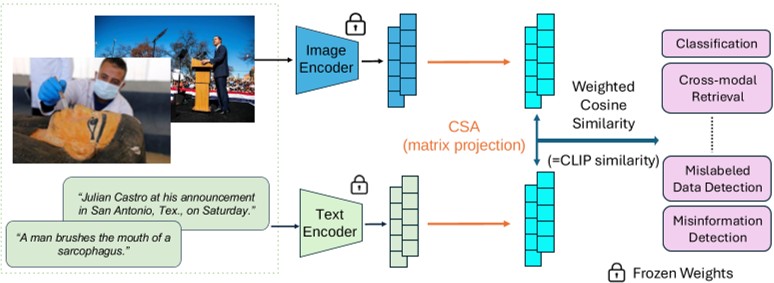 Image
Encoder
Classification
Cross-modal
Retrieval
Weighted
Cosine
Similarity
CSA
(matrix projection)
(=CLIP similarity)
Mislabeled
Data Detection
“Julian Castro at his announcement
in San Antonio, Tex., on Saturday.”
Text
Encoder
Misinformation
Detection
“A man brushes the mouth of a
sarcophagus.”
Frozen Weights